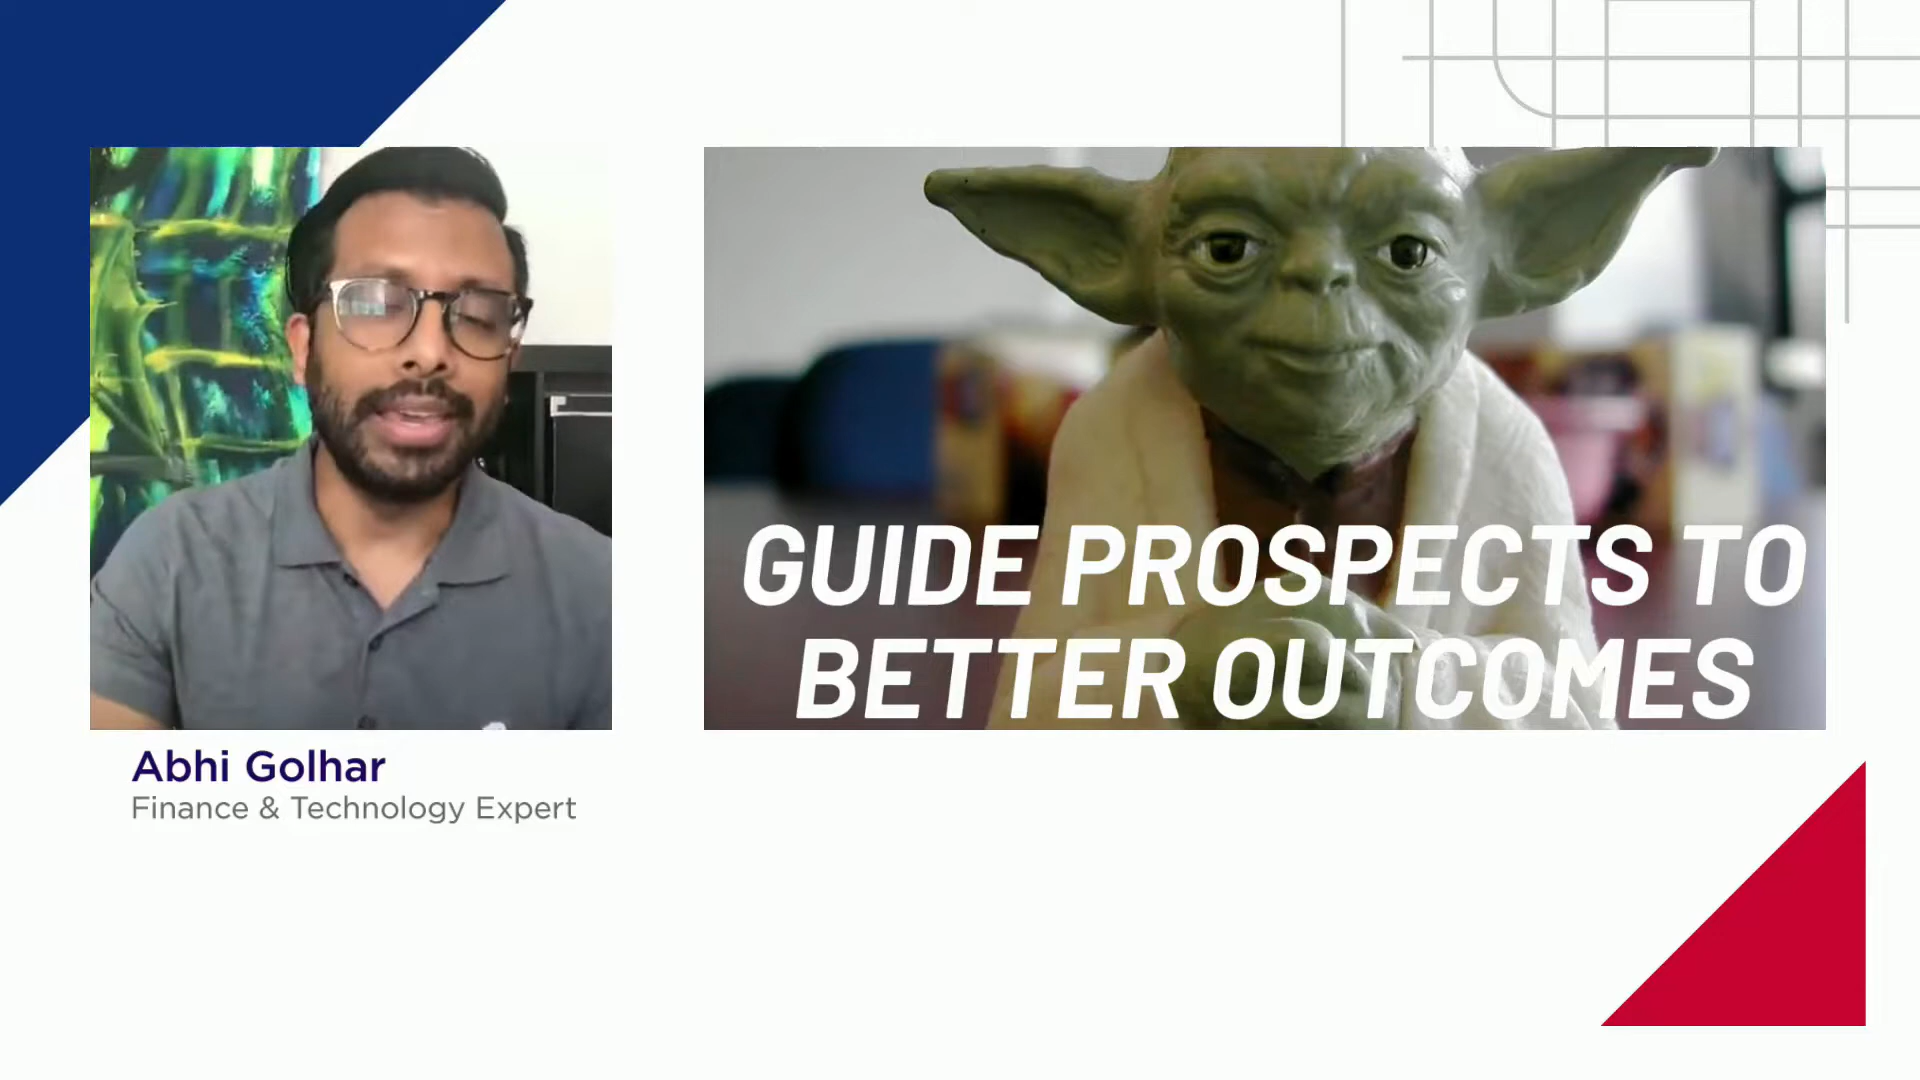 GUIDE PROSPECTS TO
BETTER OUTCOMES
Abhi Golhar
Finance & Technology Expert